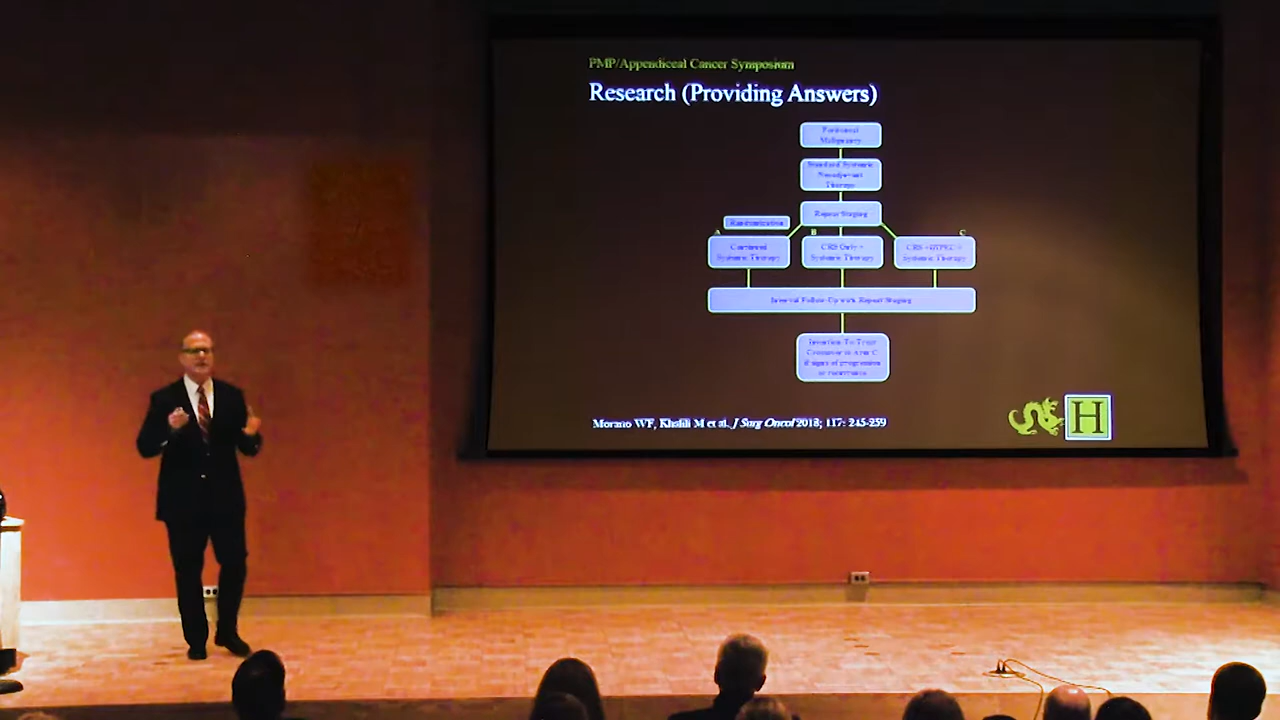 PMP/Appendiceal Cancer Symposium
Research (Providing Answers)
Peritoneal
Malignancy
Standard Systemic
Neoadjuvant
Therapy
Repeat Staging
Randomization
A
B
C
Continued
Systemic Therapy
CRS Only +
Systemic Therapy
CRS +HIPEC +
Systemic Therapy
Interval Follow-Up with Repeat Staging
Intention To Treat
Crossover to Arm C
if signs of progression
or recurrence
Morano WF, Khalili M et al. J Surg Oncol 2018; 117: 245-259
H